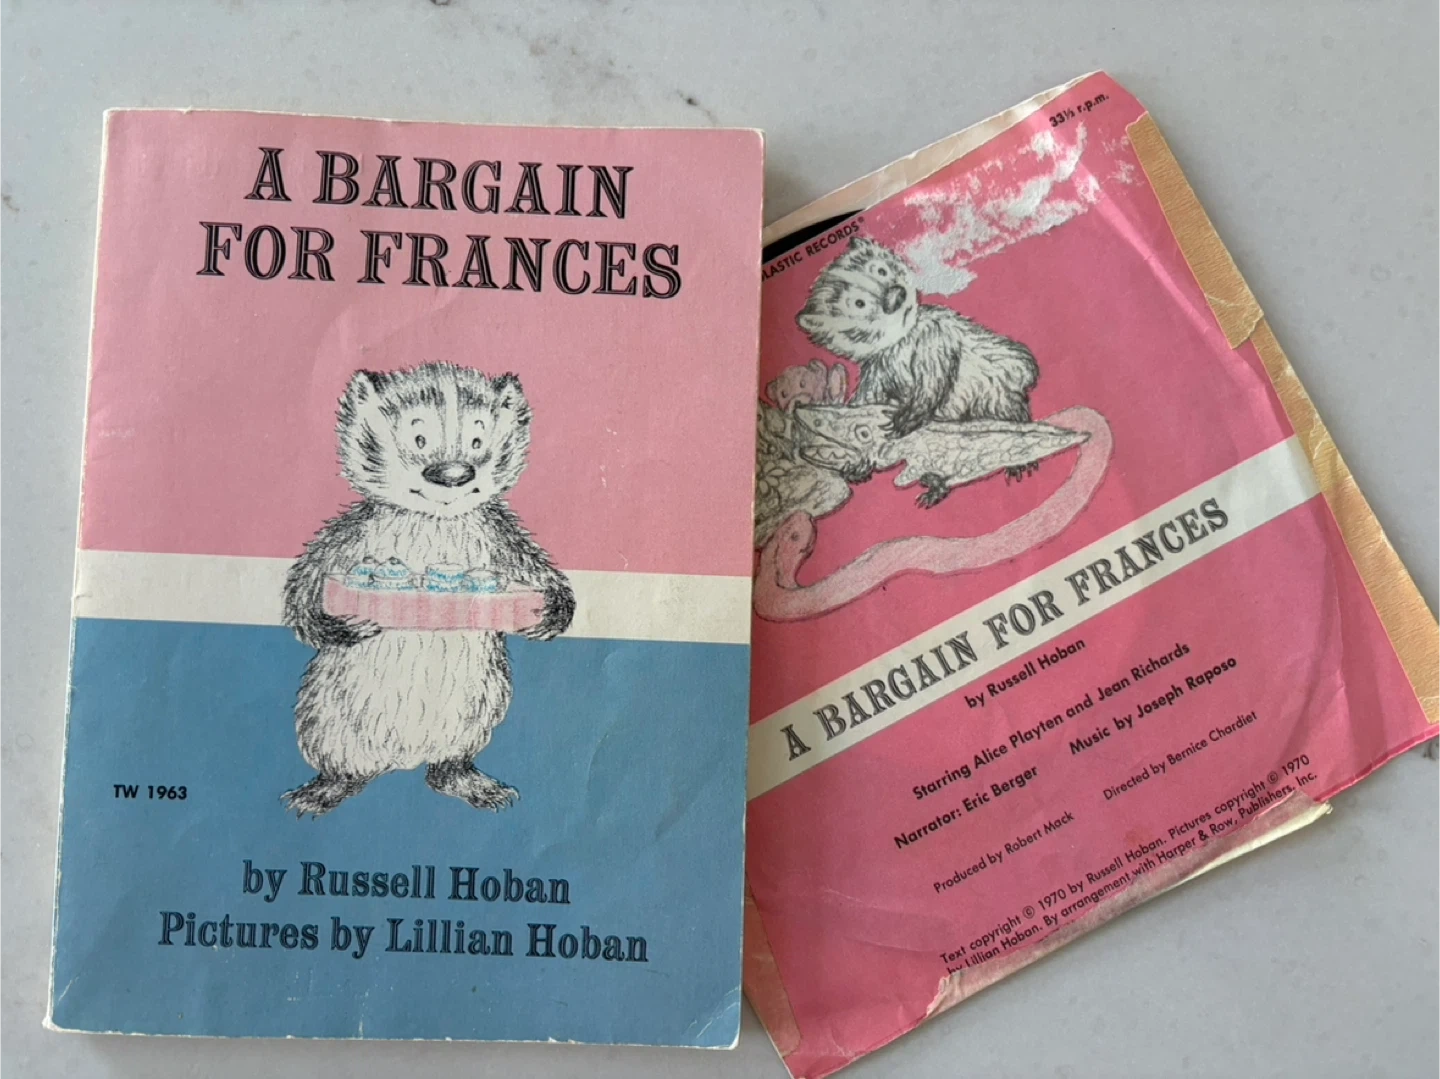 A BARGAIN
FOR FRANCES
TW 1963
by Russell Hoban
Pictures by Lillian Hoban
33⅓ r.p.m.
RECORDS®
A BARGAIN FOR FRANCES
by Russell Hoban
Starring Alice Playten and Jean Richards
Narrator: Eric Berger Music by Joseph Raposo
Produced by Robert Mack Directed by Bernice Chardiet
Text copyright © 1970 by Russell Hoban. Pictures copyright © 1970
by Lillian Hoban. By arrangement with Harper & Row, Publishers, Inc.